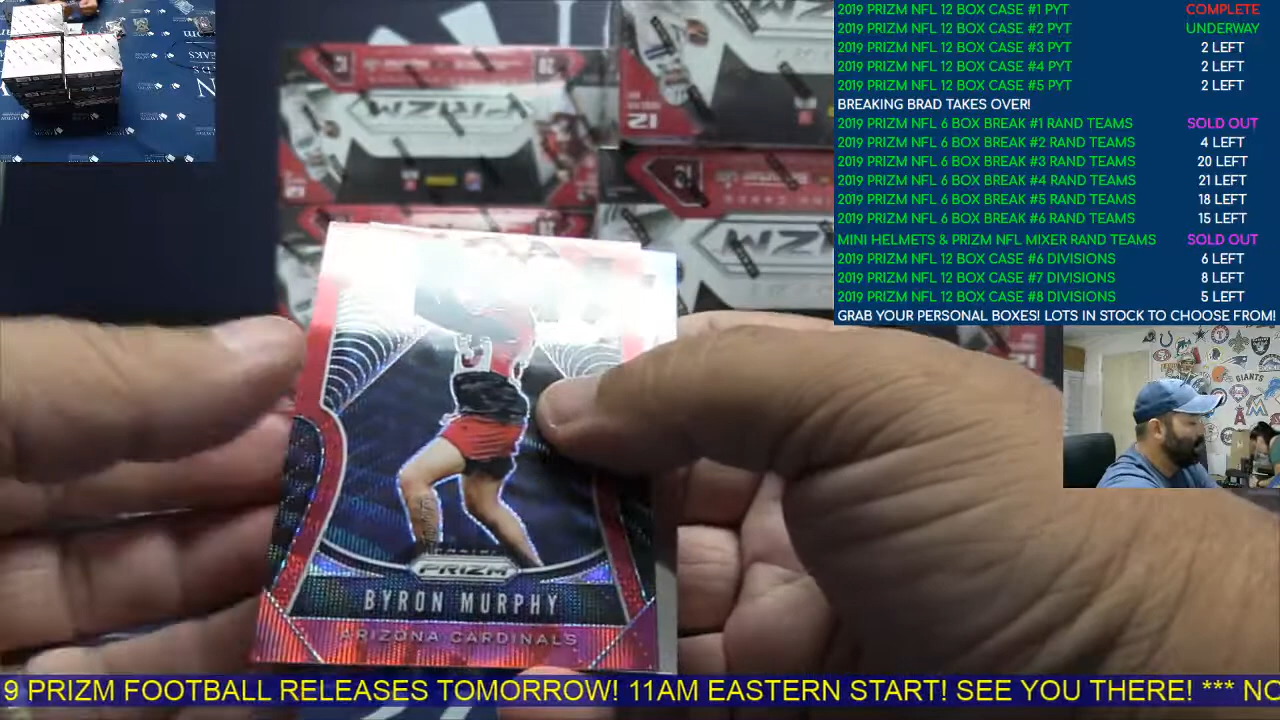 2019 PRIZM NFL 12 BOX CASE #1 PYT COMPLETE
2019 PRIZM NFL 12 BOX CASE #2 PYT UNDERWAY
2019 PRIZM NFL 12 BOX CASE #3 PYT 2 LEFT
2019 PRIZM NFL 12 BOX CASE #4 PYT 2 LEFT
2019 PRIZM NFL 12 BOX CASE #5 PYT 2 LEFT
BREAKING BRAD TAKES OVER!
2019 PRIZM NFL 6 BOX BREAK #1 RAND TEAMS SOLD OUT
2019 PRIZM NFL 6 BOX BREAK #2 RAND TEAMS 4 LEFT
2019 PRIZM NFL 6 BOX BREAK #3 RAND TEAMS 20 LEFT
2019 PRIZM NFL 6 BOX BREAK #4 RAND TEAMS 21 LEFT
2019 PRIZM NFL 6 BOX BREAK #5 RAND TEAMS 18 LEFT
2019 PRIZM NFL 6 BOX BREAK #6 RAND TEAMS 15 LEFT
MINI HELMETS & PRIZM NFL MIXER RAND TEAMS SOLD OUT
2019 PRIZM NFL 12 BOX CASE #6 DIVISIONS 6 LEFT
2019 PRIZM NFL 12 BOX CASE #7 DIVISIONS 8 LEFT
2019 PRIZM NFL 12 BOX CASE #8 DIVISIONS 5 LEFT
GRAB YOUR PERSONAL BOXES! LOTS IN STOCK TO CHOOSE FROM!
PRIZM
12
GIANTS
PRIZM
BYRON MURPHY
ARIZONA CARDINALS
9 PRIZM FOOTBALL RELEASES TOMORROW! 11AM EASTERN START! SEE YOU THERE! *** NO